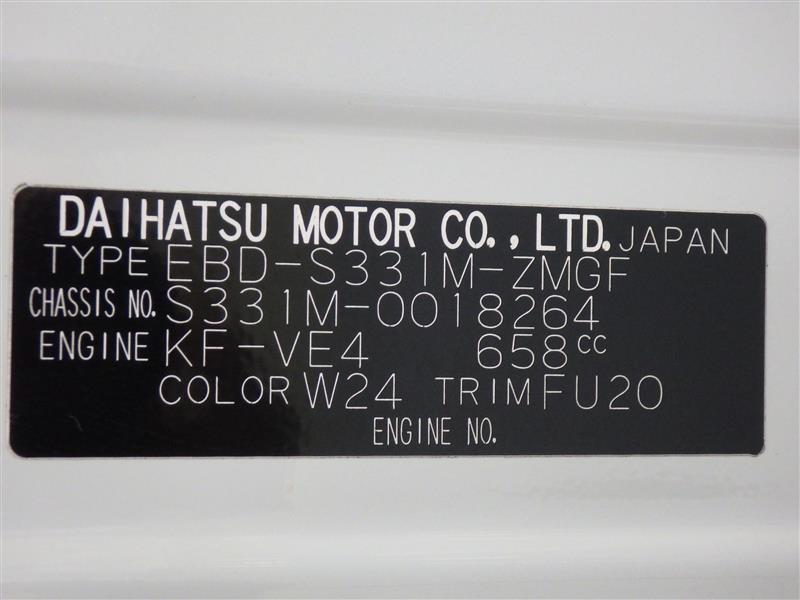 DAIHATSU MOTOR CO., LTD. JAPAN
TYPE EBD-S331M-ZMGF
CHASSIS NO. S331M-0018264
ENGINE KF-VE4 658cc
COLOR W24 TRIM FU20
ENGINE NO.